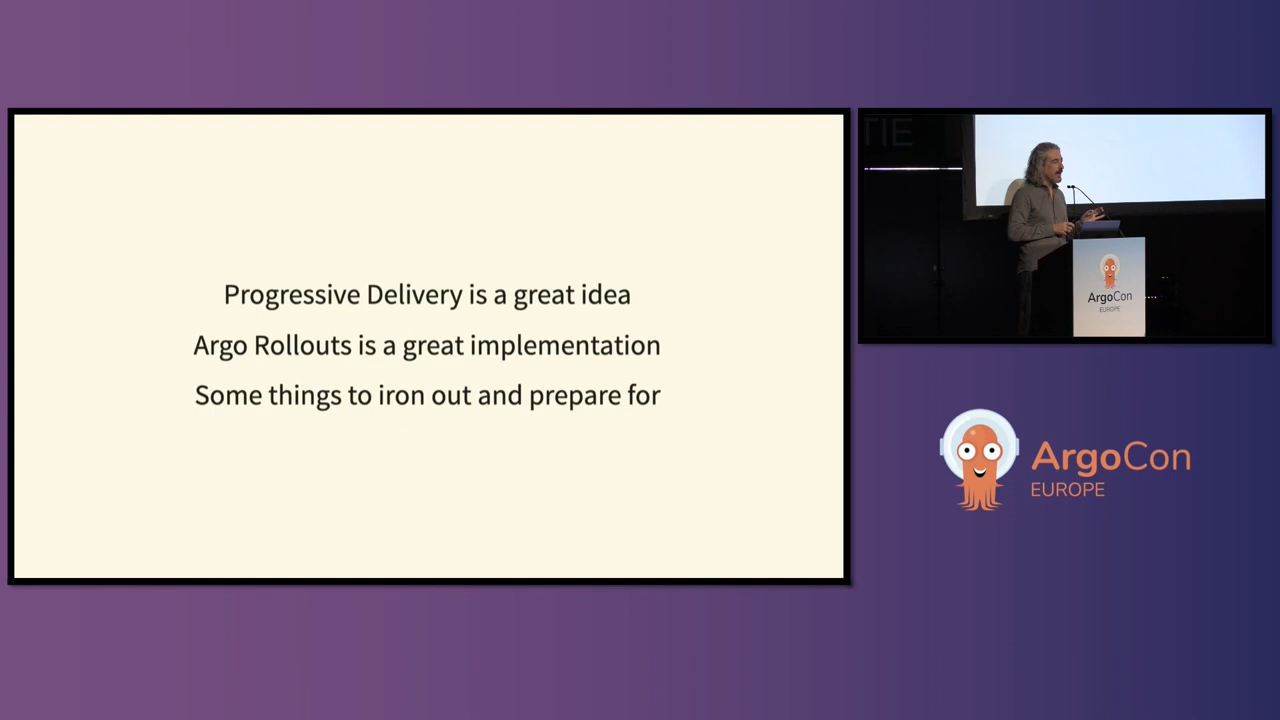 Progressive Delivery is a great idea
Argo Rollouts is a great implementation
Some things to iron out and prepare for
TIE
ArgoCon
EUROPE
ArgoCon
EUROPE